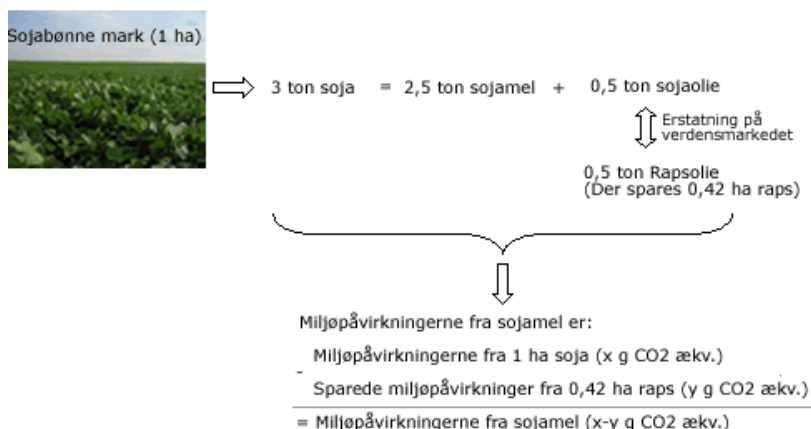 Sojabønne mark (1 ha)
3 ton soja = 2,5 ton sojamel + 0,5 ton sojaolie
Erstatning på
verdensmarkedet
0,5 ton Rapsolie
(Der spares 0,42 ha raps)
Miljøpåvirkningerne fra sojamel er:
Miljøpåvirkningerne fra 1 ha soja (x g CO2 ækv.)
-
Sparede miljøpåvirkninger fra 0,42 ha raps (y g CO2 ækv.)
= Miljøpåvirkningerne fra sojamel (x-y g CO2 ækv.)